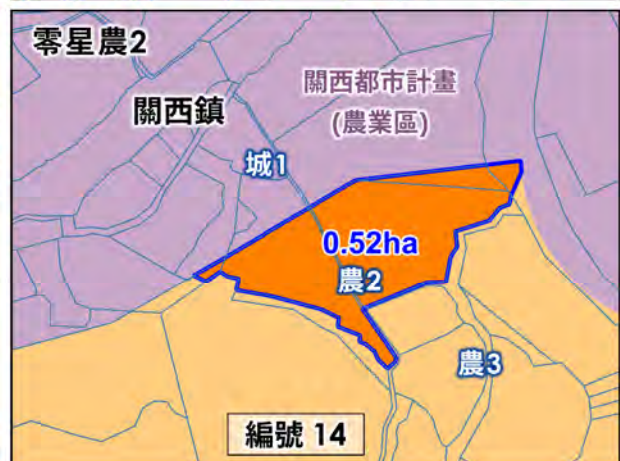 零星農2
關西都市計畫
(農業區)
關西鎮
城1
0.52ha
農2
農3
編號 14